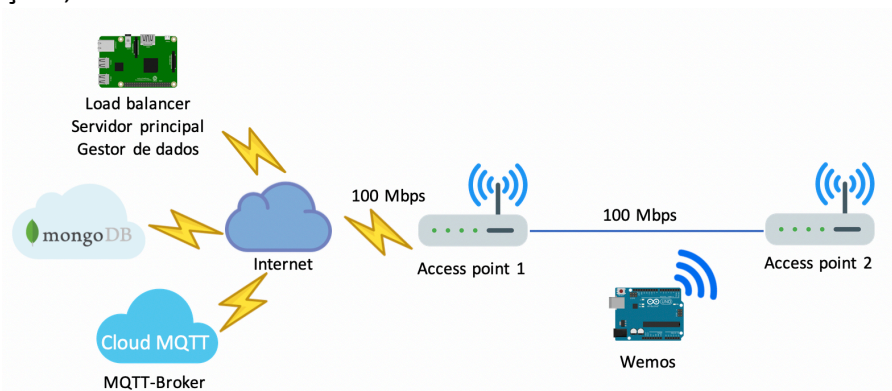 Load balancer
Servidor principal
Gestor de dados
100 Mbps
100 Mbps
mongoDB
Internet
Access point 1
Access point 2
Cloud MQTT
Wemos
MQTT-Broker